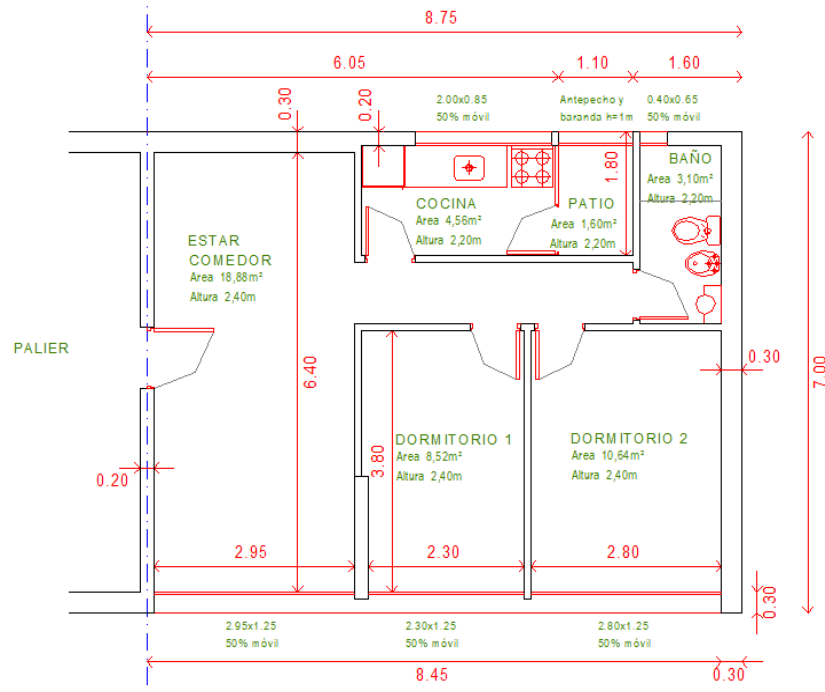 8.75
6.05
1.10
1.60
0.30
0.20
2.00x0.85
50% móvil
Antepecho y
baranda h=1m
0.40x0.65
50% móvil
1.80
BAÑO
Area 3,10m²
Altura 2,20m
COCINA
Area 4,56m²
Altura 2,20m
PATIO
Area 1,60m²
Altura 2,20m
ESTAR
COMEDOR
Area 18,88m²
Altura 2,40m
PALIER
6.40
0.30
7.00
DORMITORIO 1
Area 8,52m²
Altura 2,40m
DORMITORIO 2
Area 10,64m²
Altura 2,40m
3.80
0.20
2.95
2.30
2.80
0.30
2.95x1.25
50% móvil
2.30x1.25
50% móvil
2.80x1.25
50% móvil
8.45
0.30